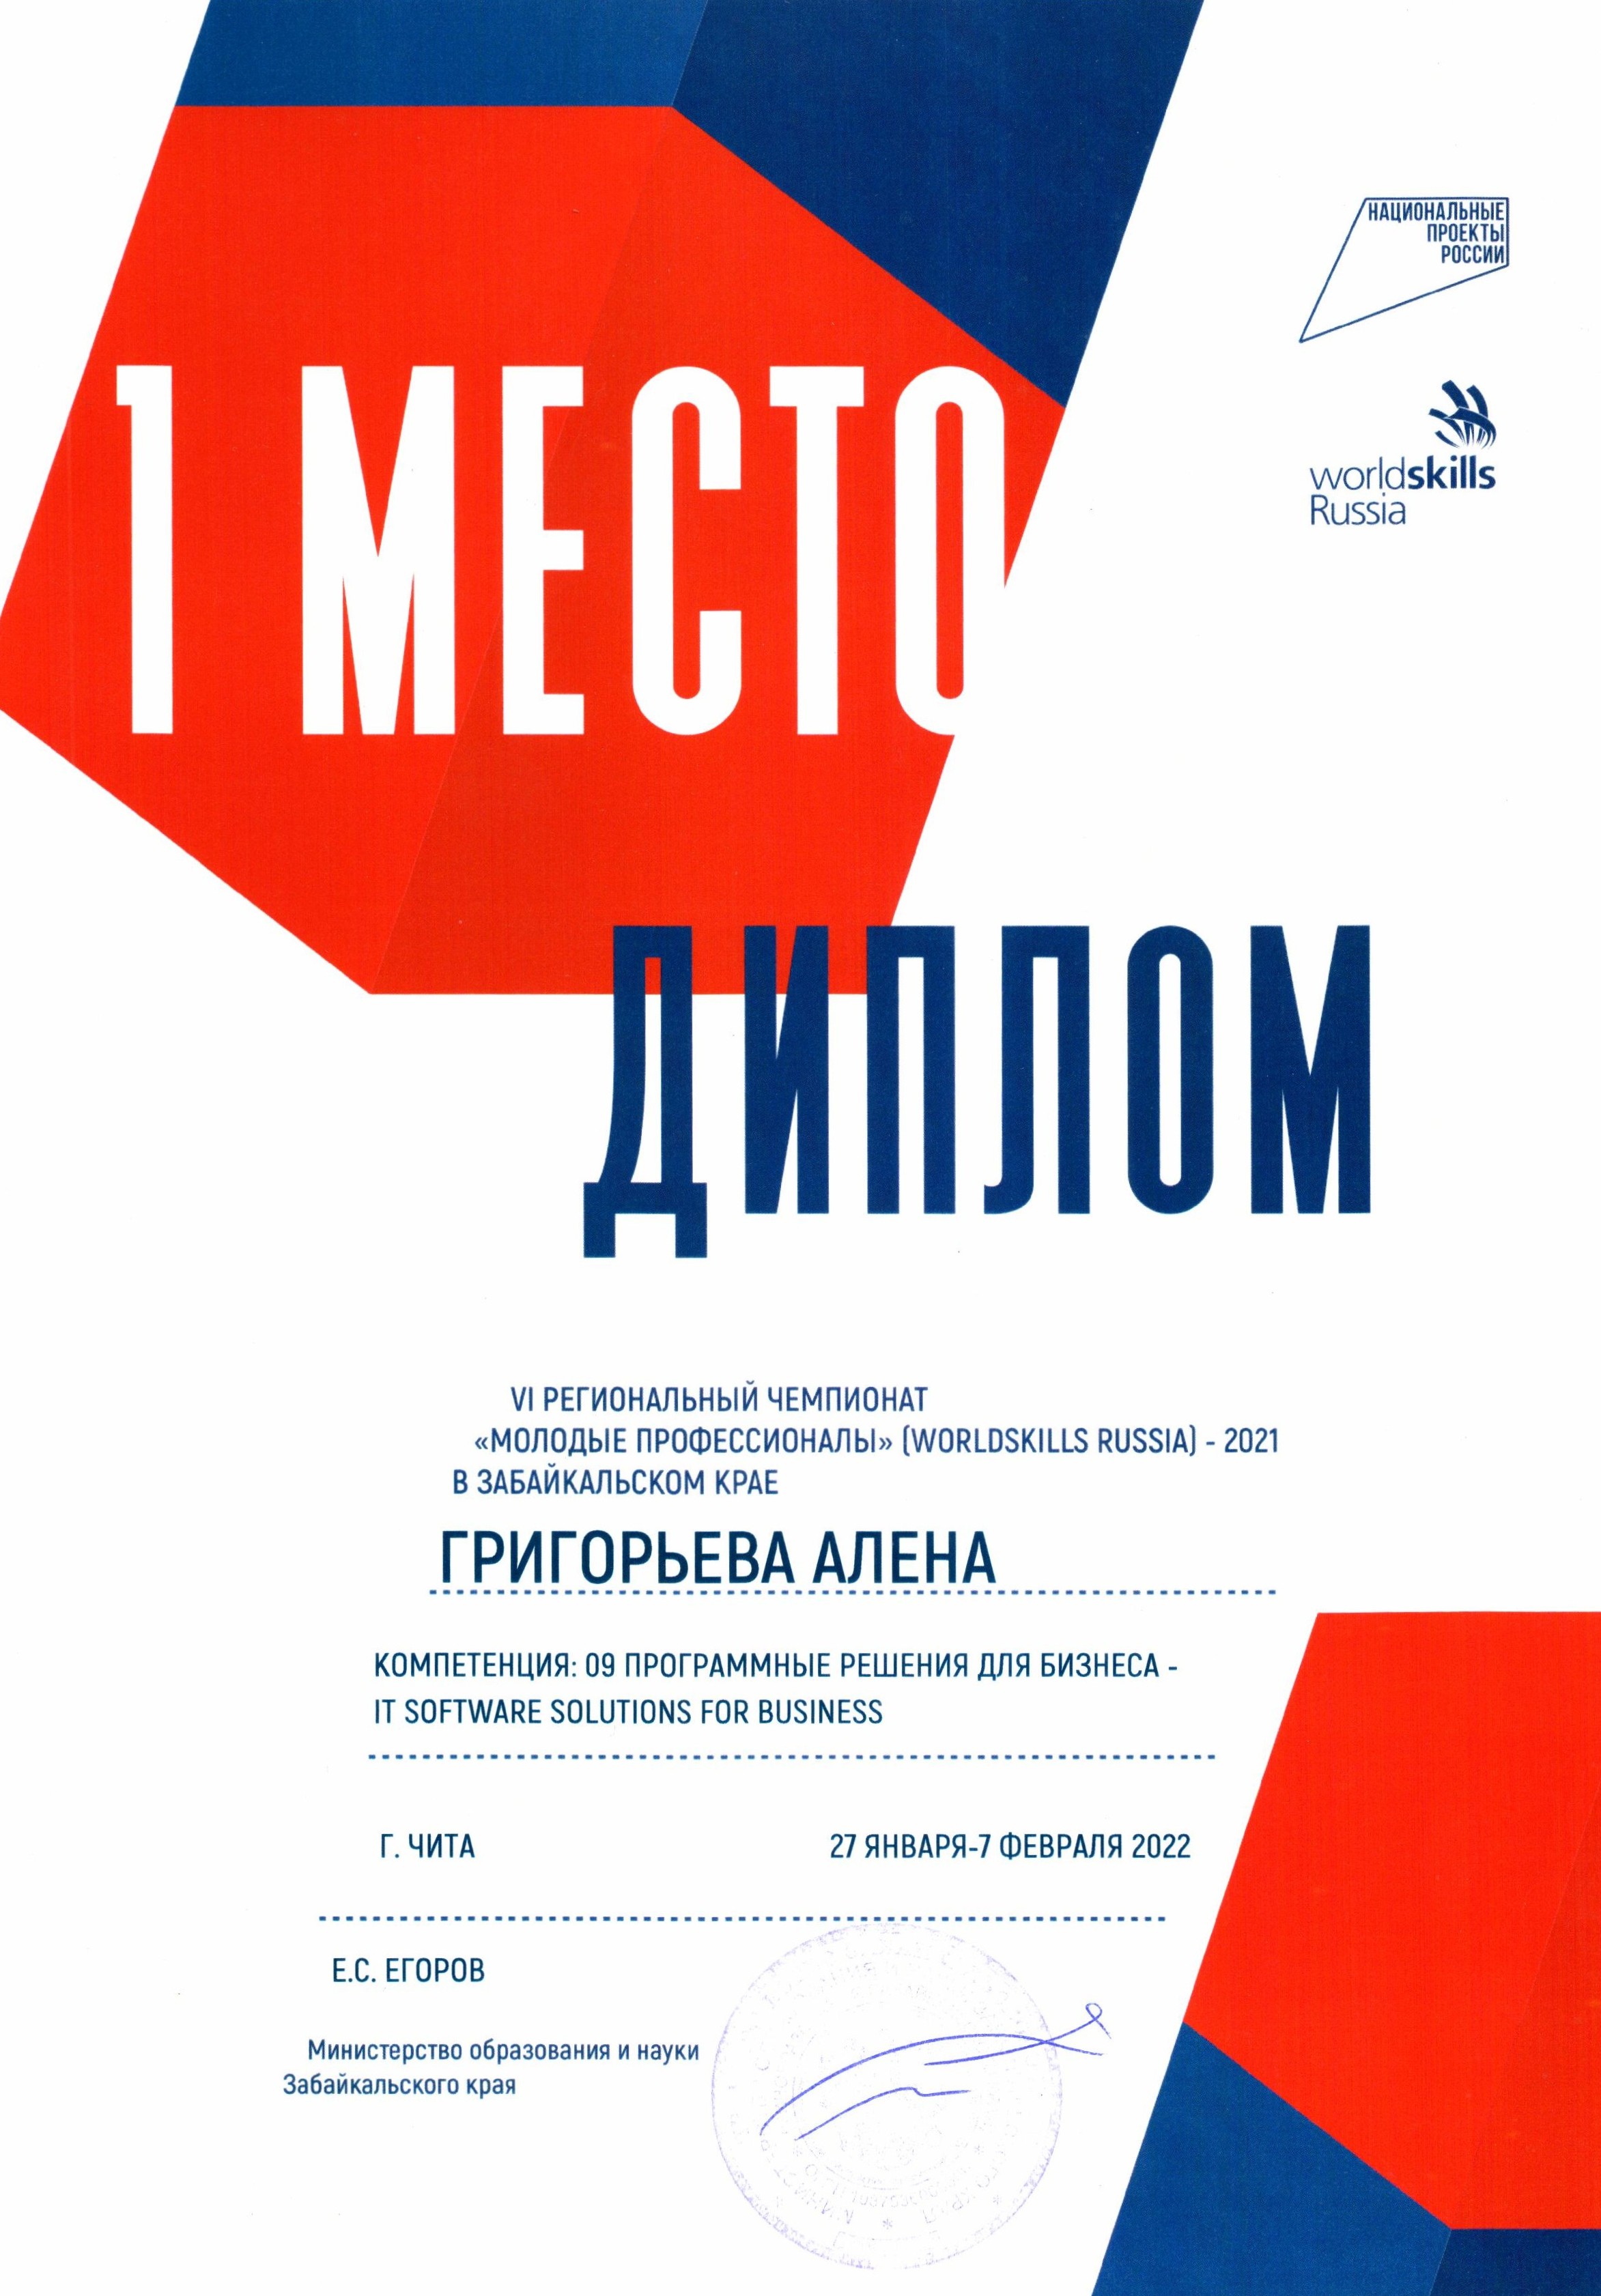 НАЦИОНАЛЬНЫЕ
ПРОЕКТЫ
РОССИИ
worldskills
Russia
1 МЕСТО
ДИПЛОМ
VI РЕГИОНАЛЬНЫЙ ЧЕМПИОНАТ
«МОЛОДЫЕ ПРОФЕССИОНАЛЫ» (WORLDSKILLS RUSSIA) - 2021
В ЗАБАЙКАЛЬСКОМ КРАЕ
ГРИГОРЬЕВА АЛЕНА
КОМПЕТЕНЦИЯ: 09 ПРОГРАММНЫЕ РЕШЕНИЯ ДЛЯ БИЗНЕСА -
IT SOFTWARE SOLUTIONS FOR BUSINESS
Г. ЧИТА 27 ЯНВАРЯ-7 ФЕВРАЛЯ 2022
Е.С. ЕГОРОВ
Министерство образования и науки
Забайкальского края